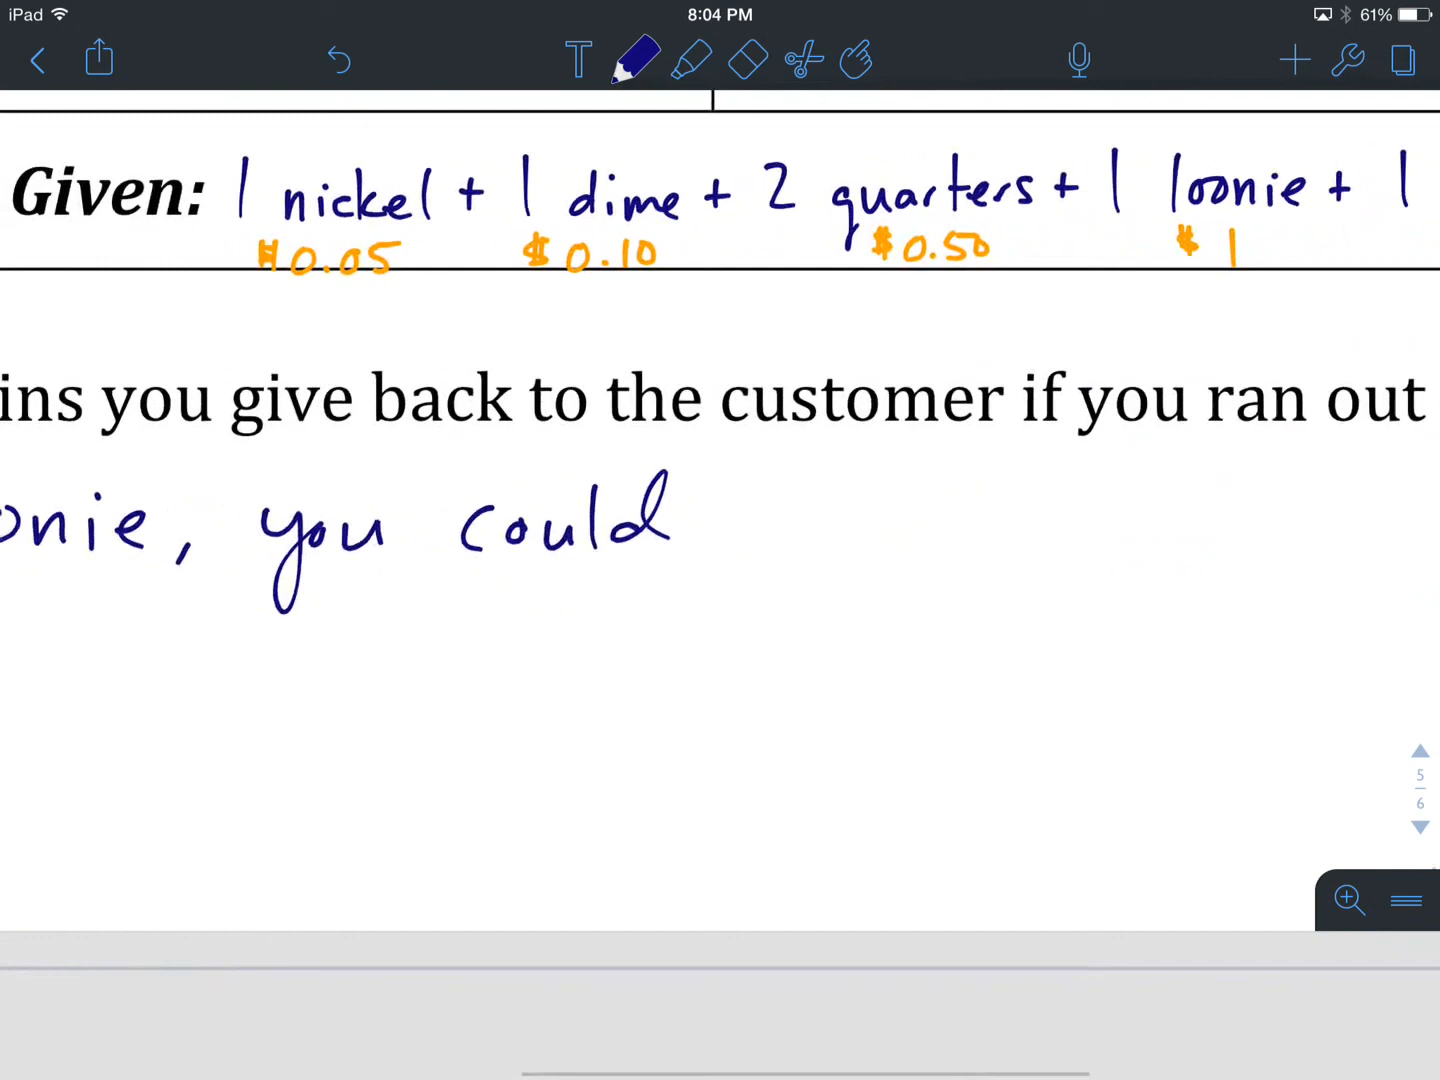 iPad 8:04 PM 61%
T
Given: 1 nickel + 1 dime + 2 quarters + 1 loonie + 1
$0.05 $0.10 $0.50 $1
ins you give back to the customer if you ran out
onie, you could
5
6